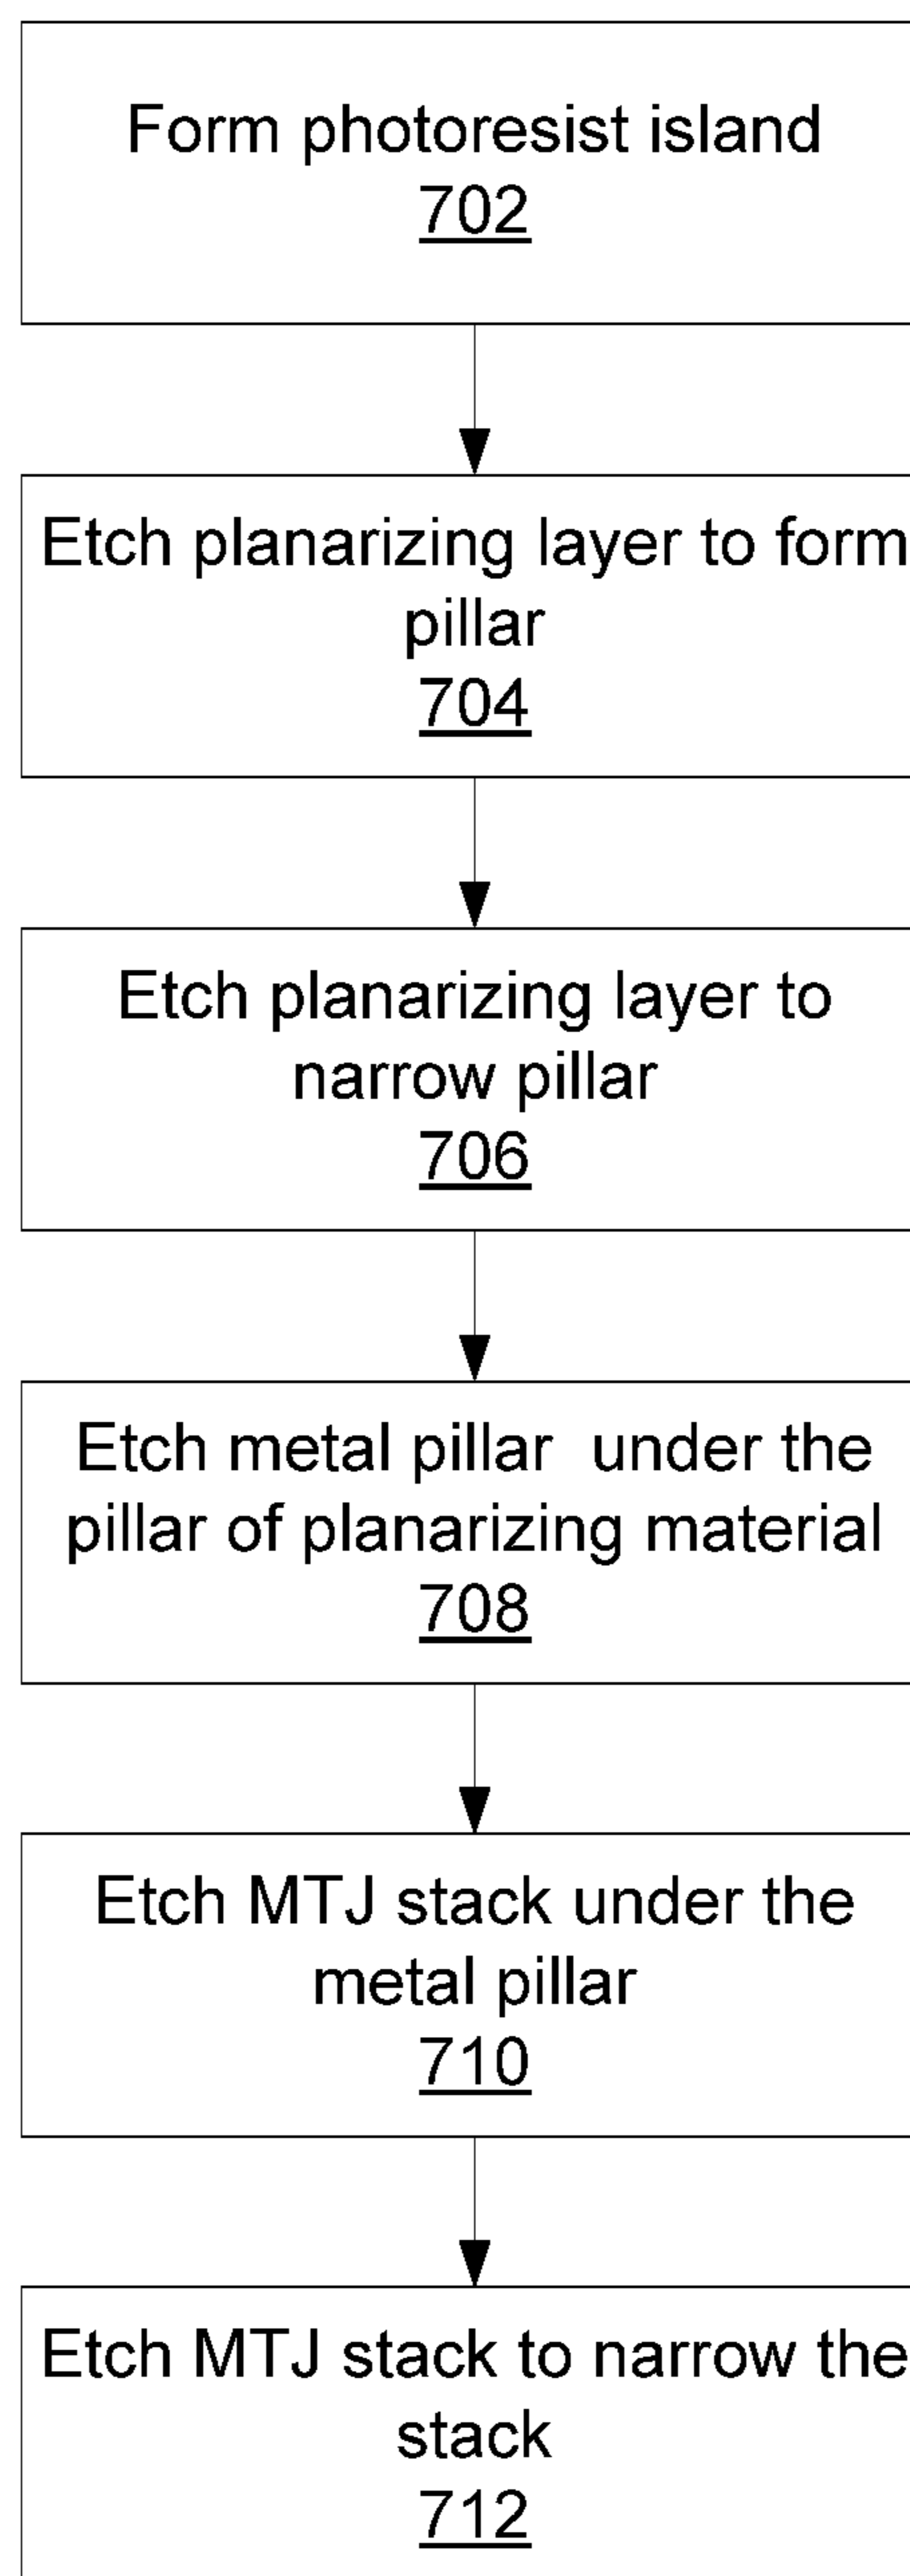 Form photoresist island
702
Etch planarizing layer to form
pillar
704
Etch planarizing layer to
narrow pillar
706
Etch metal pillar under the
pillar of planarizing material
708
Etch MTJ stack under the
metal pillar
710
Etch MTJ stack to narrow the
stack
712